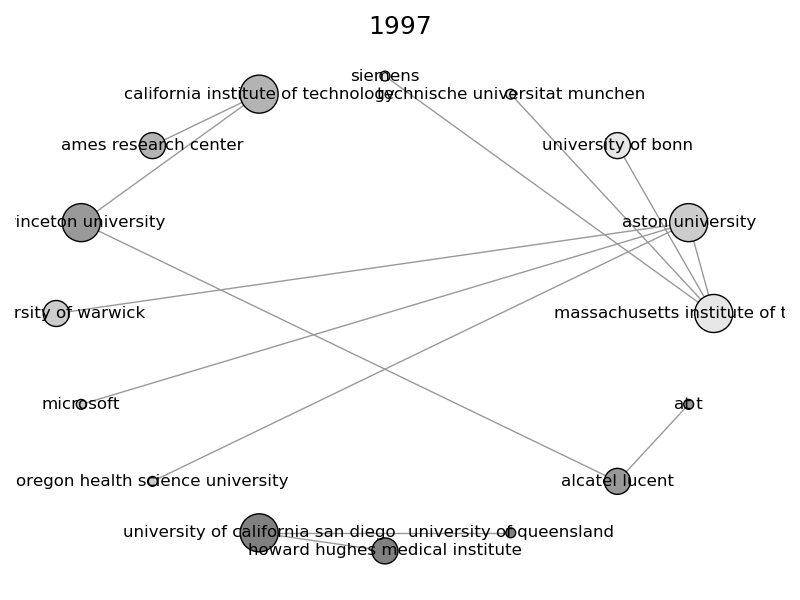 1997
siemens
california institute of technology
technische universitat munchen
ames research center
university of bonn
inceton university
aston university
rsity of warwick
massachusetts institute of t
microsoft
at t
oregon health science university
alcatel lucent
university of california san diego
university of queensland
howard hughes medical institute